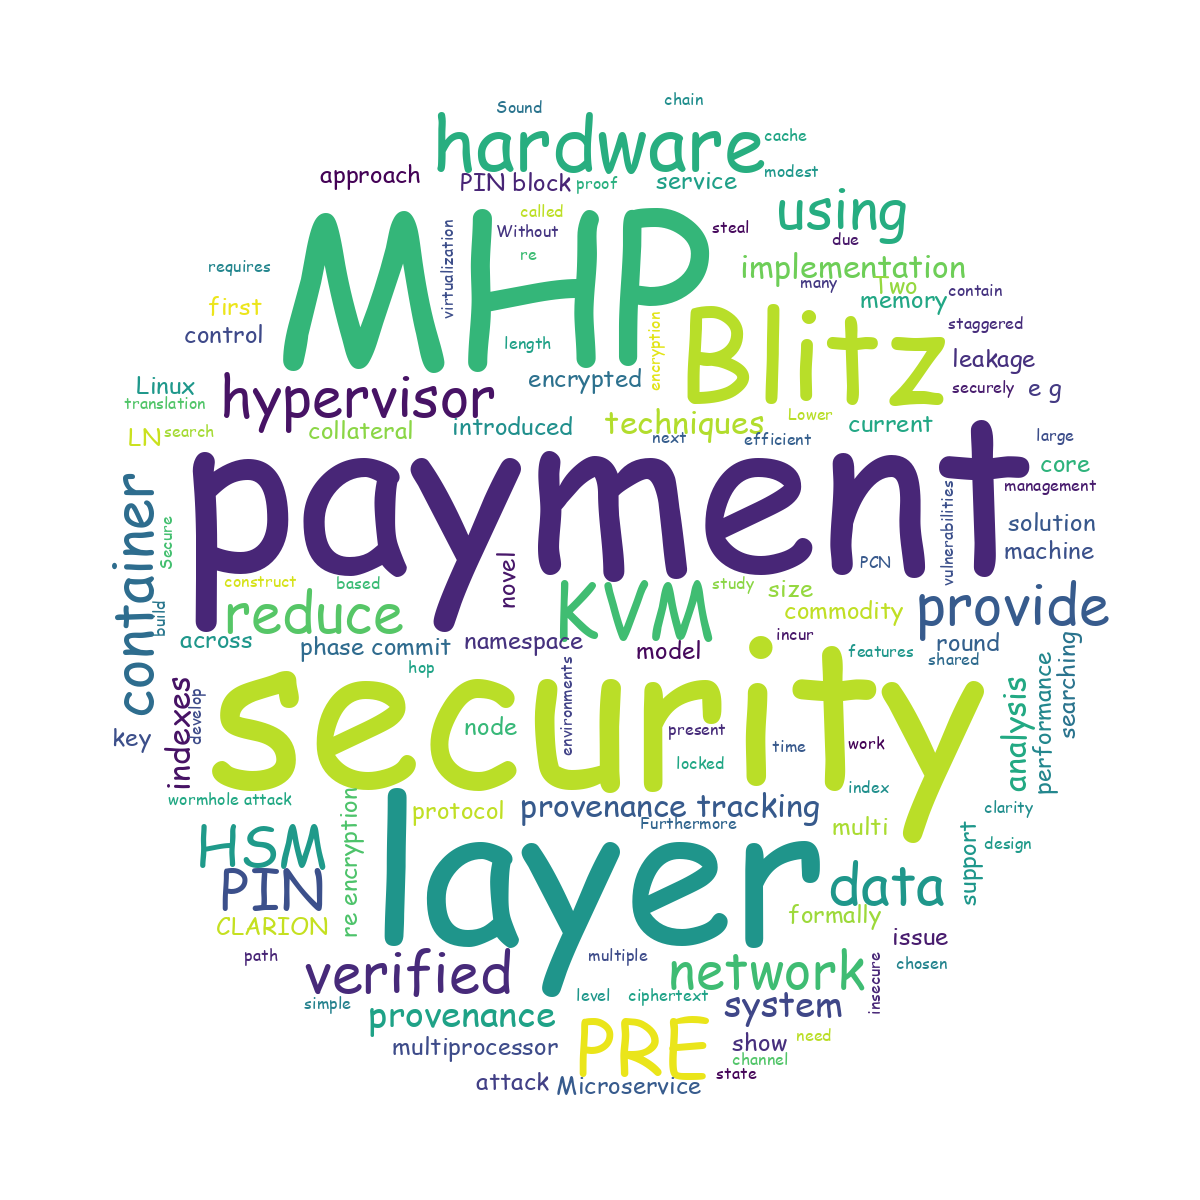 Sound
chain
hardware
cache
modest
approach
PIN block
proof
service
called
using
MHP
virtualization
Without
steal
due
re
requires
implementation
many
Two
contain
first
memory
control
Blitz
staggered
length
encryption
leakage
Linux
hypervisor
encrypted
securely
e g
translation
LN
search
collateral
introduced
techniques
Lower
current
next
efficient
large
payment
core
management
container
Secure
vulnerabilities
solution
machine
PCN
novel
construct
based
KVM
study
size
build
reduce
commodity
provide
across
phase commit
namespace
model
incur
round
features
shared
searching
hop
environments
security
indexes
develop
key
node
present
time
work
analysis
performance
locked
index
wormhole attack
re encryption
protocol
provenance tracking
Furthermore
multi
clarity
design
support
HSM
layer
PIN
data
CLARION
formally
issue
path
verified
multiple
network
insecure
chosen
simple
level
ciphertext
system
provenance
PRE
show
need
multiprocessor
channel
state
attack
Microservice